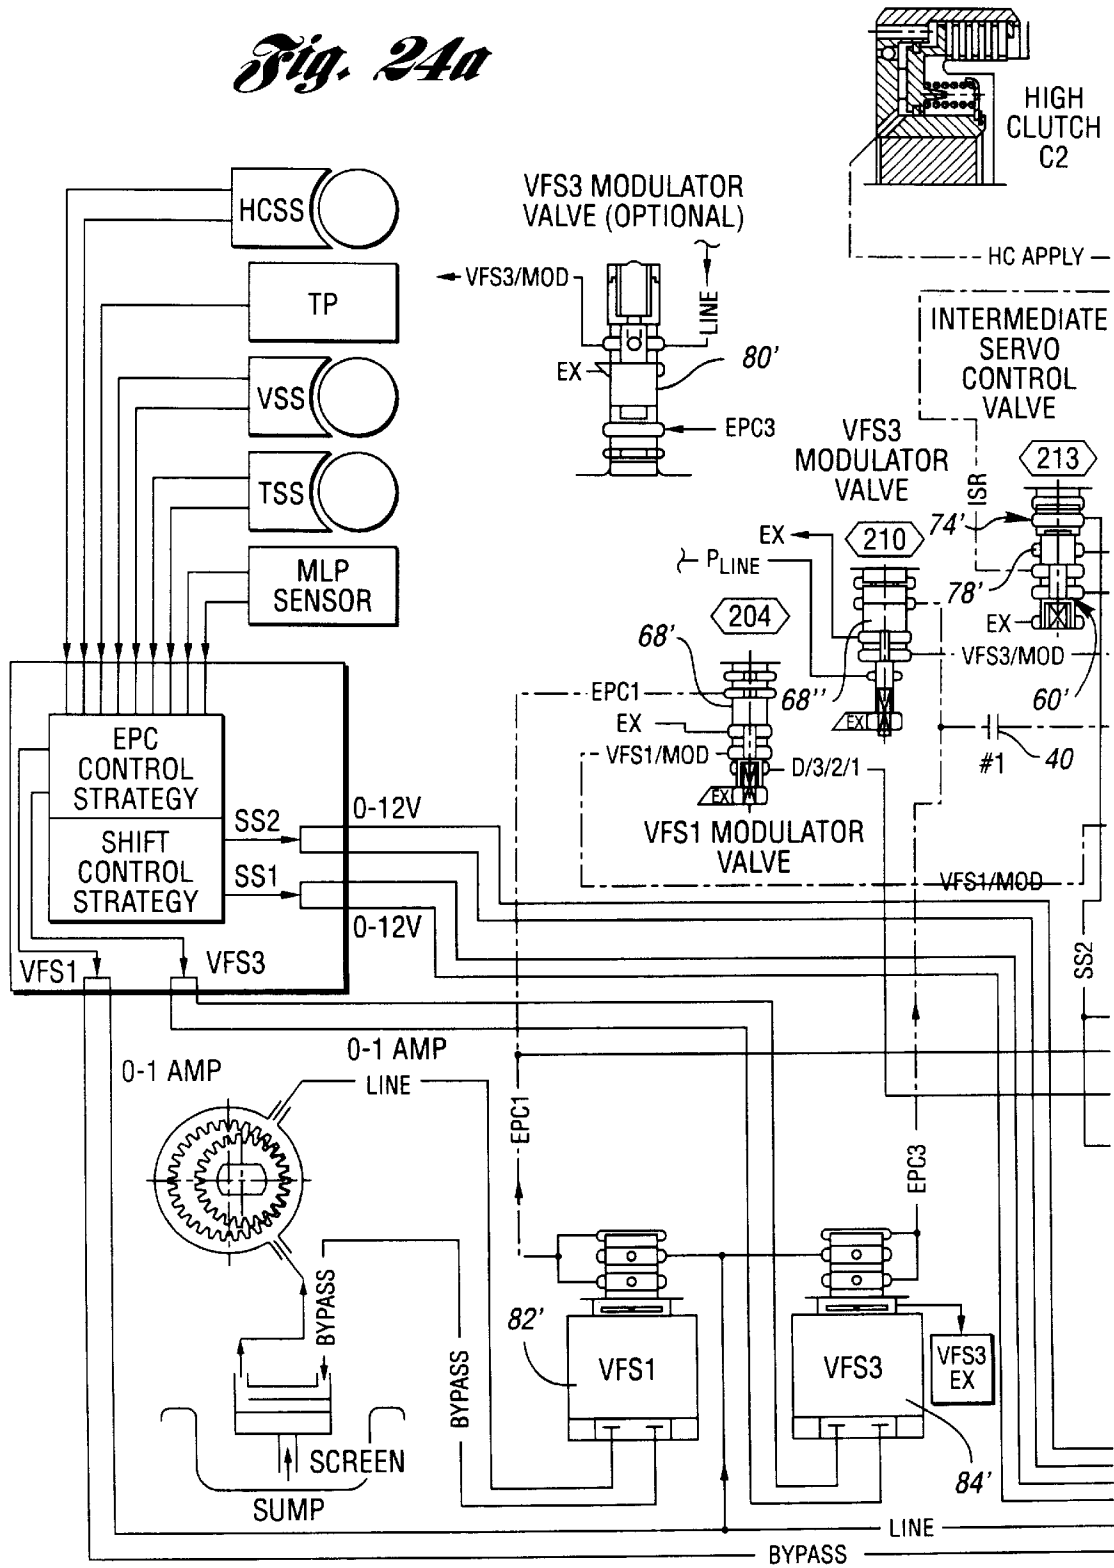 Fig. 24a
HIGH
CLUTCH
C2
HC APPLY
HCSS
TP
VSS
TSS
MLP
SENSOR
VFS3 MODULATOR
VALVE (OPTIONAL)
VFS3/MOD
LINE
EX
80'
EPC3
INTERMEDIATE
SERVO
CONTROL
VALVE
213
ISR
74'
78'
EX
60'
VFS3
MODULATOR
VALVE
210
EX
PLINE
68''
EX
VFS3/MOD
#1
40
204
68'
EPC1
EX
VFS1/MOD
D/3/2/1
EX
VFS1 MODULATOR
VALVE
VFS1/MOD
EPC
CONTROL
STRATEGY
SHIFT
CONTROL
STRATEGY
SS2
SS1
0-12V
0-12V
VFS1
VFS3
SS2
0-1 AMP
0-1 AMP
LINE
EPC1
EPC3
BYPASS
BYPASS
82'
VFS1
VFS3
VFS3
EX
84'
SCREEN
SUMP
LINE
BYPASS